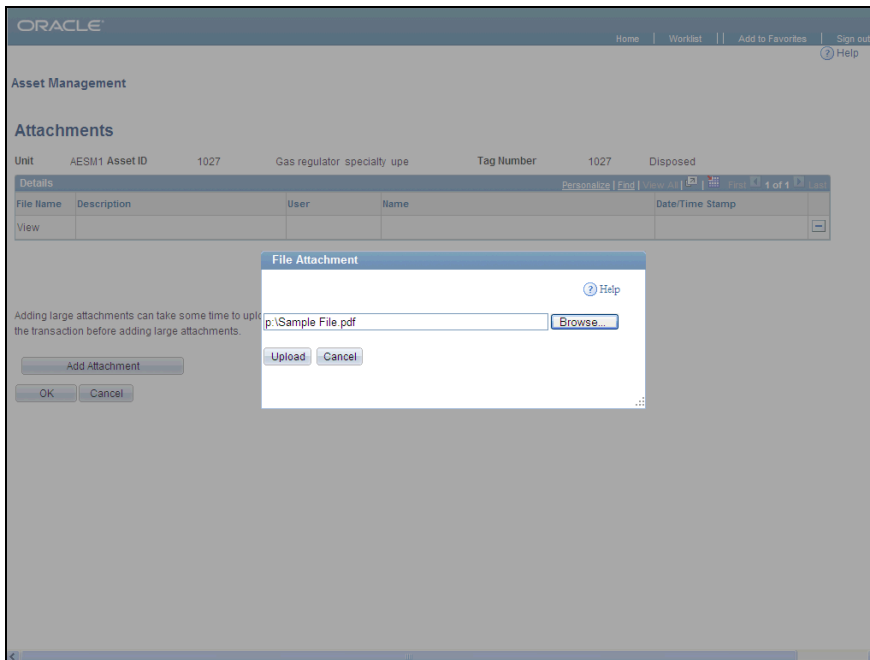 ORACLE
Home | Worklist | | Add to Favorites | Sign out
? Help
Asset Management
Attachments
Unit AESM1 Asset ID 1027 Gas regulator specialty upe Tag Number 1027 Disposed
Details Personalize | Find | View All | | First 1 of 1 Last
File Name Description User Name Date/Time Stamp
View
File Attachment
? Help
Adding large attachments can take some time to uplo
the transaction before adding large attachments.
p:\Sample File.pdf Browse...
Upload Cancel
Add Attachment
OK Cancel